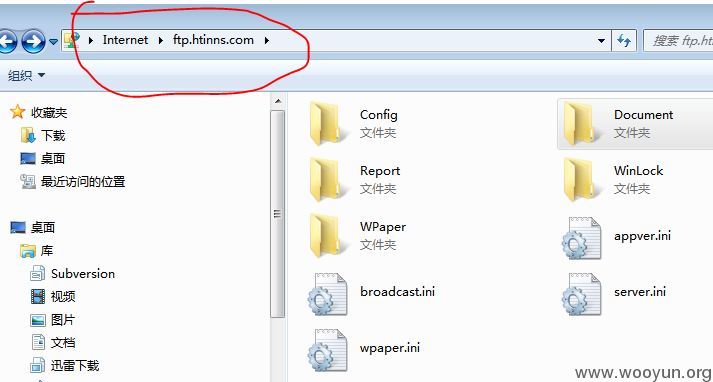 Internet ftp.htinns.com 搜索 ftp.ht
组织
收藏夹
下载
桌面
最近访问的位置
桌面
库
Subversion
视频
图片
文档
迅雷下载
Config
文件夹
Document
文件夹
Report
文件夹
WinLock
文件夹
WPaper
文件夹
appver.ini
broadcast.ini
server.ini
wpaper.ini
www.wooyun.org